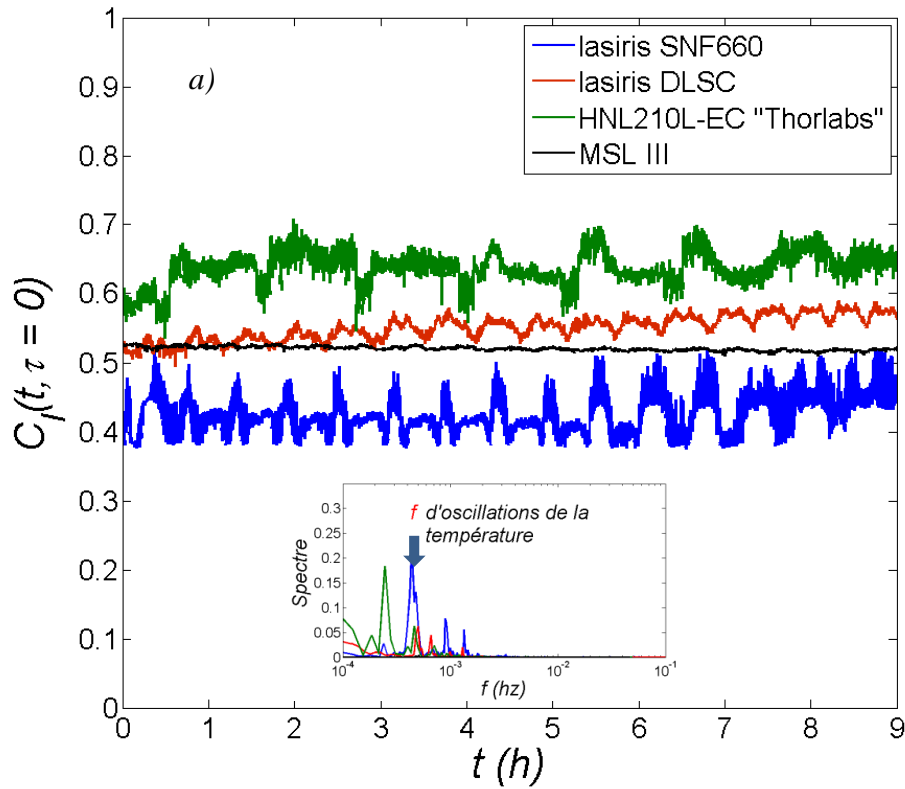 a)
lasiris SNF660
lasiris DLSC
HNL210L-EC "Thorlabs"
MSL III
1
0.9
0.8
0.7
0.6
0.5
0.4
0.3
0.2
0.1
0
C_I(t, τ = 0)
0.3
0.25
0.2
0.15
0.1
0.05
0
Spectre
f d'oscillations de la
température
10^-4
10^-3
10^-2
10^-1
f (hz)
0 1 2 3 4 5 6 7 8 9
t (h)